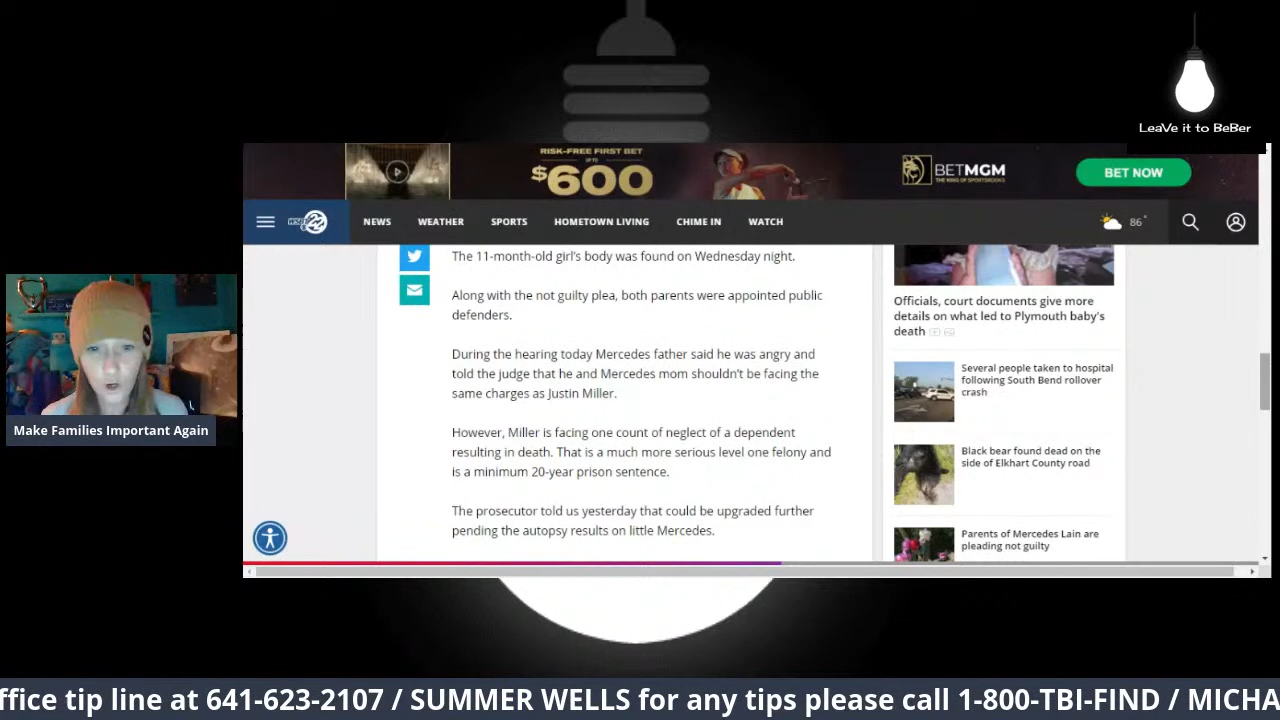 LeaVe it to BeBer
RISK-FREE FIRST BET
UP TO
$600
BETMGM
THE KING OF SPORTSBOOKS
BET NOW
NEWS WEATHER SPORTS HOMETOWN LIVING CHIME IN WATCH
86°
The 11-month-old girl's body was found on Wednesday night.
Along with the not guilty plea, both parents were appointed public
defenders.
During the hearing today Mercedes father said he was angry and
told the judge that he and Mercedes mom shouldn't be facing the
same charges as Justin Miller.
However, Miller is facing one count of neglect of a dependent
resulting in death. That is a much more serious level one felony and
is a minimum 20-year prison sentence.
The prosecutor told us yesterday that could be upgraded further
pending the autopsy results on little Mercedes.
Officials, court documents give more
details on what led to Plymouth baby's
death
Several people taken to hospital
following South Bend rollover
crash
Black bear found dead on the
side of Elkhart County road
Parents of Mercedes Lain are
pleading not guilty
Make Families Important Again
ffice tip line at 641-623-2107 / SUMMER WELLS for any tips please call 1-800-TBI-FIND / MICHA